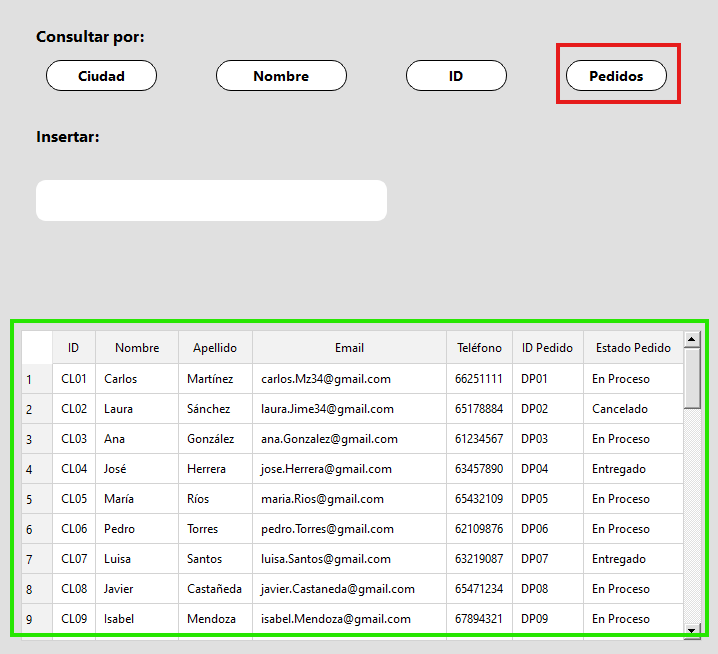 Consultar por:
Ciudad Nombre ID Pedidos
Insertar:
ID Nombre Apellido Email Teléfono ID Pedido Estado Pedido
1 CL01 Carlos Martínez carlos.Mz34@gmail.com 66251111 DP01 En Proceso
2 CL02 Laura Sánchez laura.Jime34@gmail.com 65178884 DP02 Cancelado
3 CL03 Ana González ana.Gonzalez@gmail.com 61234567 DP03 En Proceso
4 CL04 José Herrera jose.Herrera@gmail.com 63457890 DP04 Entregado
5 CL05 María Ríos maria.Rios@gmail.com 65432109 DP05 En Proceso
6 CL06 Pedro Torres pedro.Torres@gmail.com 62109876 DP06 En Proceso
7 CL07 Luisa Santos luisa.Santos@gmail.com 63219087 DP07 Entregado
8 CL08 Javier Castañeda javier.Castaneda@gmail.com 65471234 DP08 En Proceso
9 CL09 Isabel Mendoza isabel.Mendoza@gmail.com 67894321 DP09 En Proceso